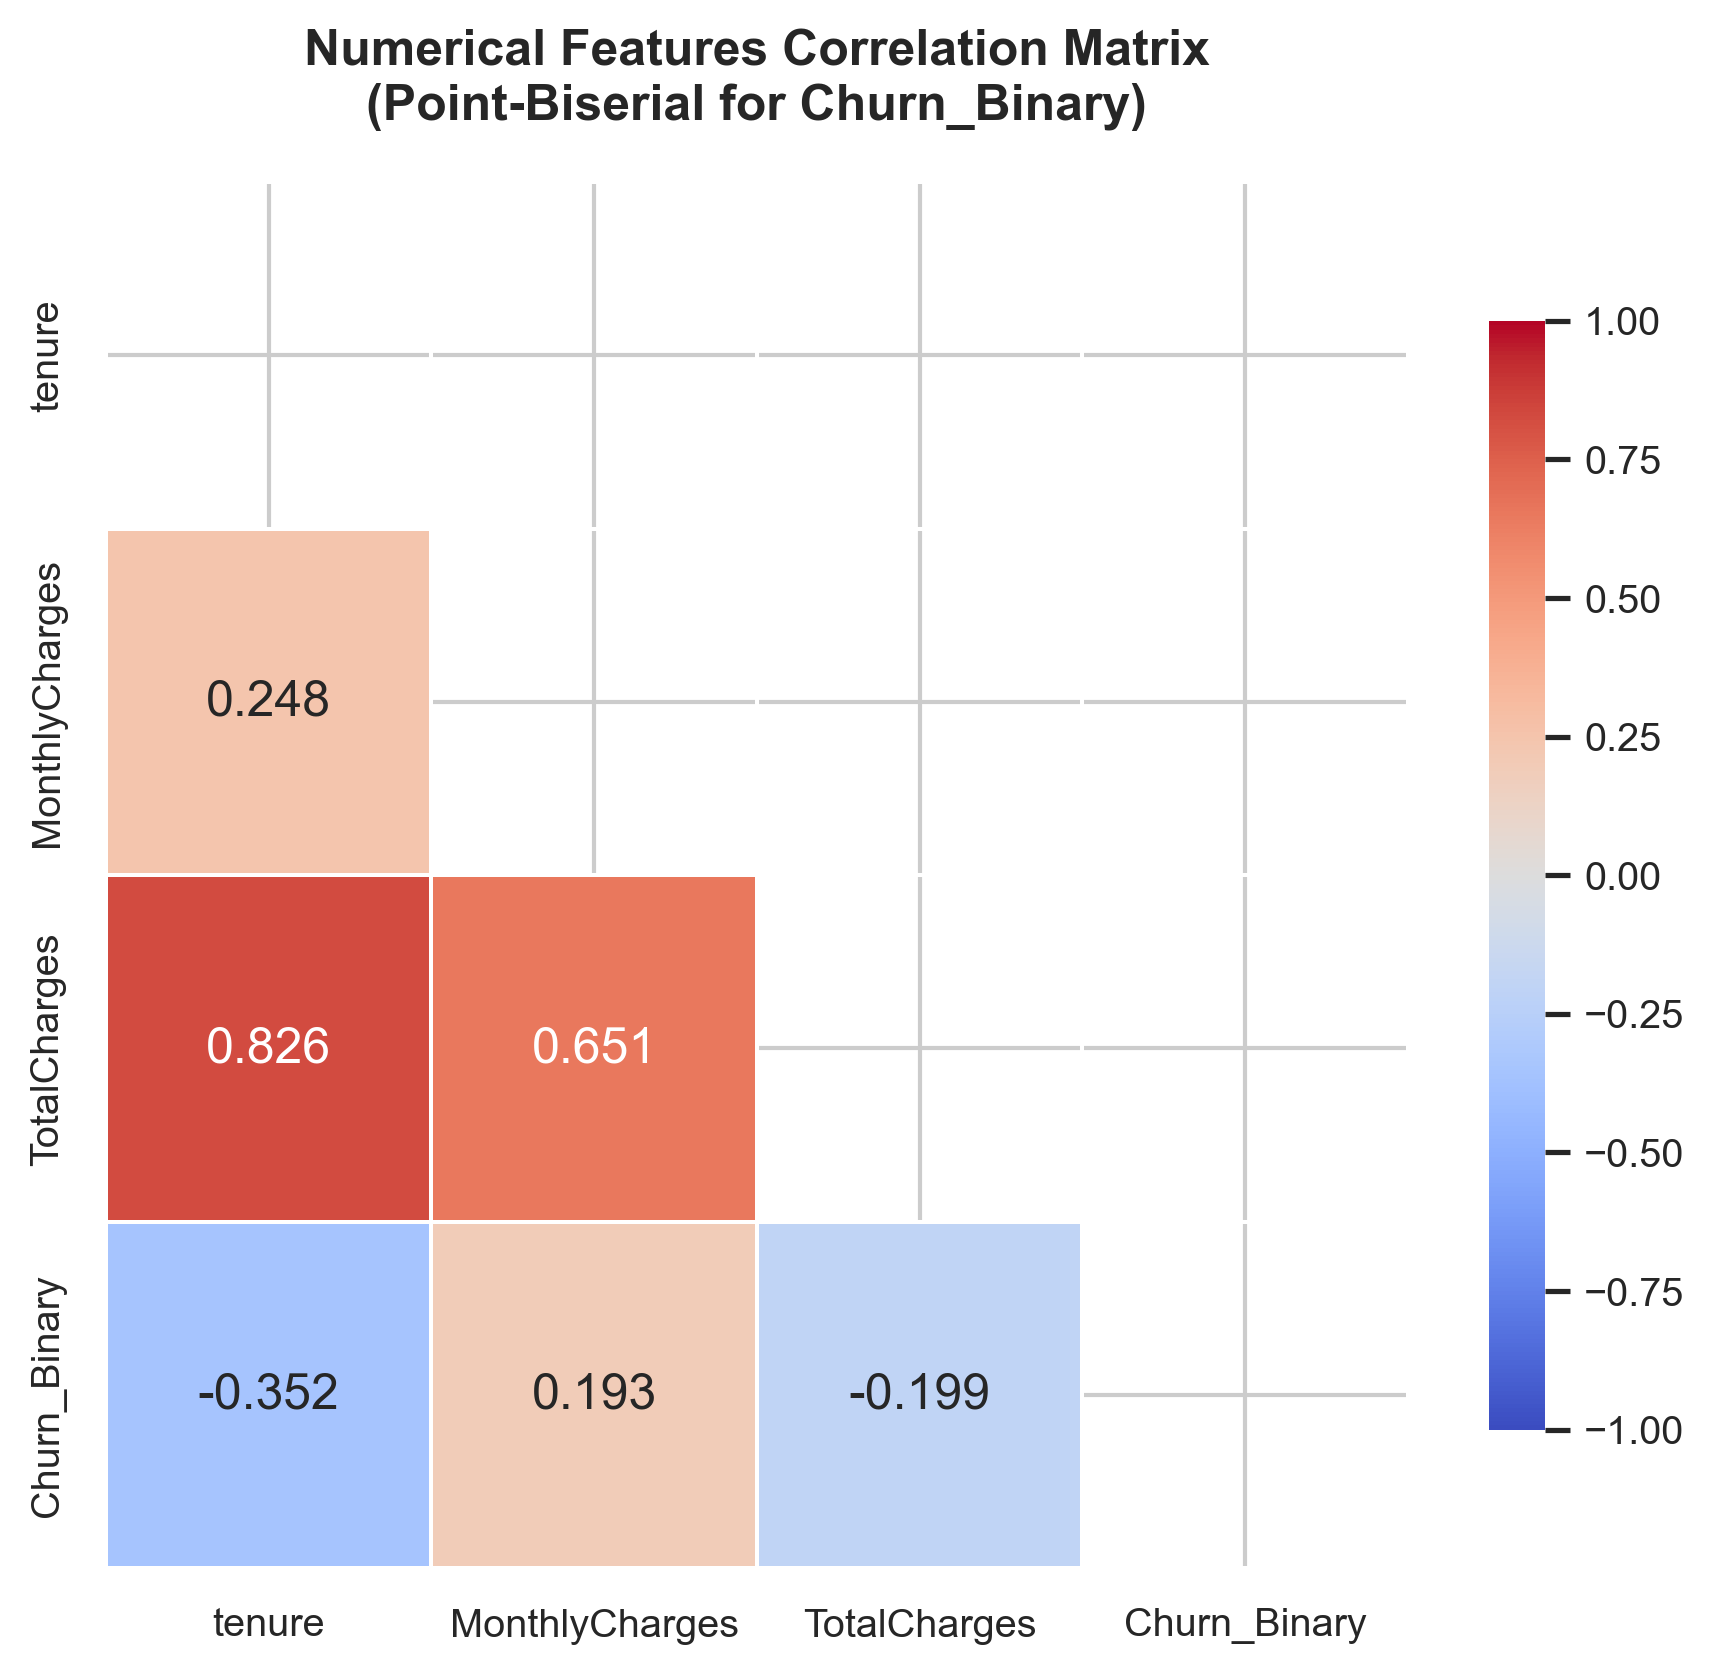 Numerical Features Correlation Matrix
(Point-Biserial for Churn_Binary)
tenure
MonthlyCharges
TotalCharges
Churn_Binary
0.248
0.826 0.651
-0.352 0.193 -0.199
tenure MonthlyCharges TotalCharges Churn_Binary
1.00
0.75
0.50
0.25
0.00
−0.25
−0.50
−0.75
−1.00